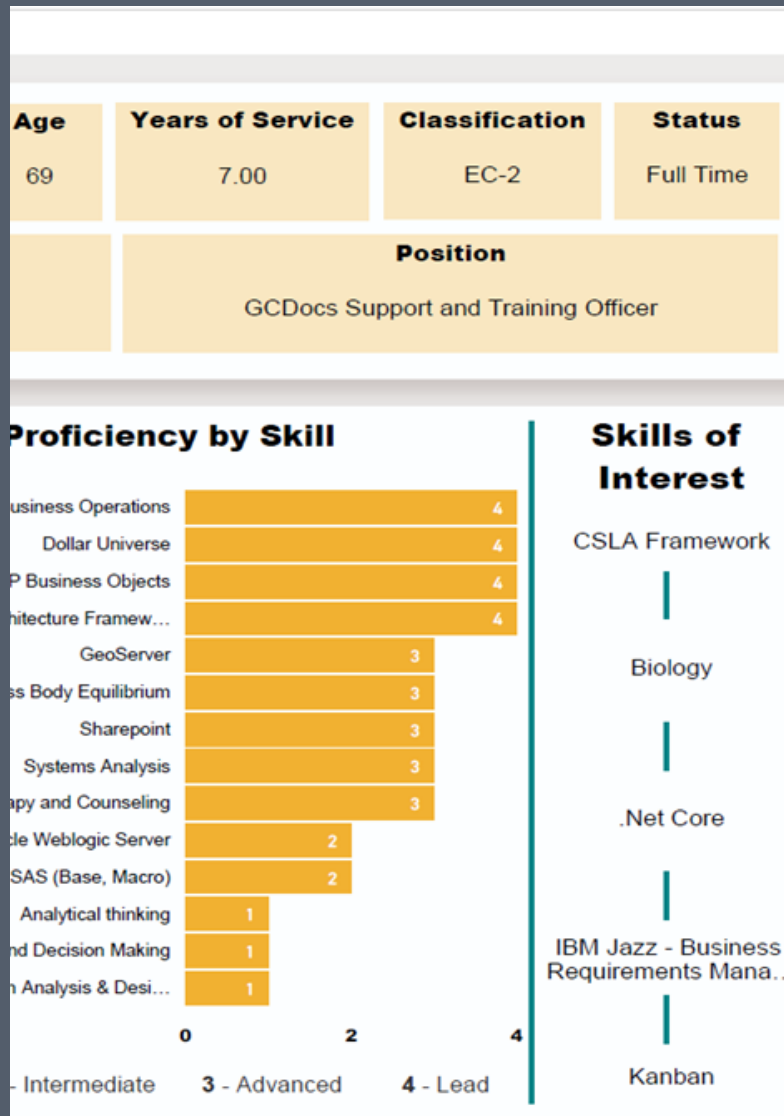 Age
69
Years of Service
7.00
Classification
EC-2
Status
Full Time
Position
GCDocs Support and Training Officer
Proficiency by Skill
usiness Operations 4
Dollar Universe 4
P Business Objects 4
hitecture Framew... 4
GeoServer 3
ss Body Equilibrium 3
Sharepoint 3
Systems Analysis 3
apy and Counseling 3
cle Weblogic Server 2
SAS (Base, Macro) 2
Analytical thinking 1
nd Decision Making 1
n Analysis & Desi... 1
0 2 4
- Intermediate 3 - Advanced 4 - Lead
Skills of
Interest
CSLA Framework
Biology
.Net Core
IBM Jazz - Business
Requirements Mana..
Kanban